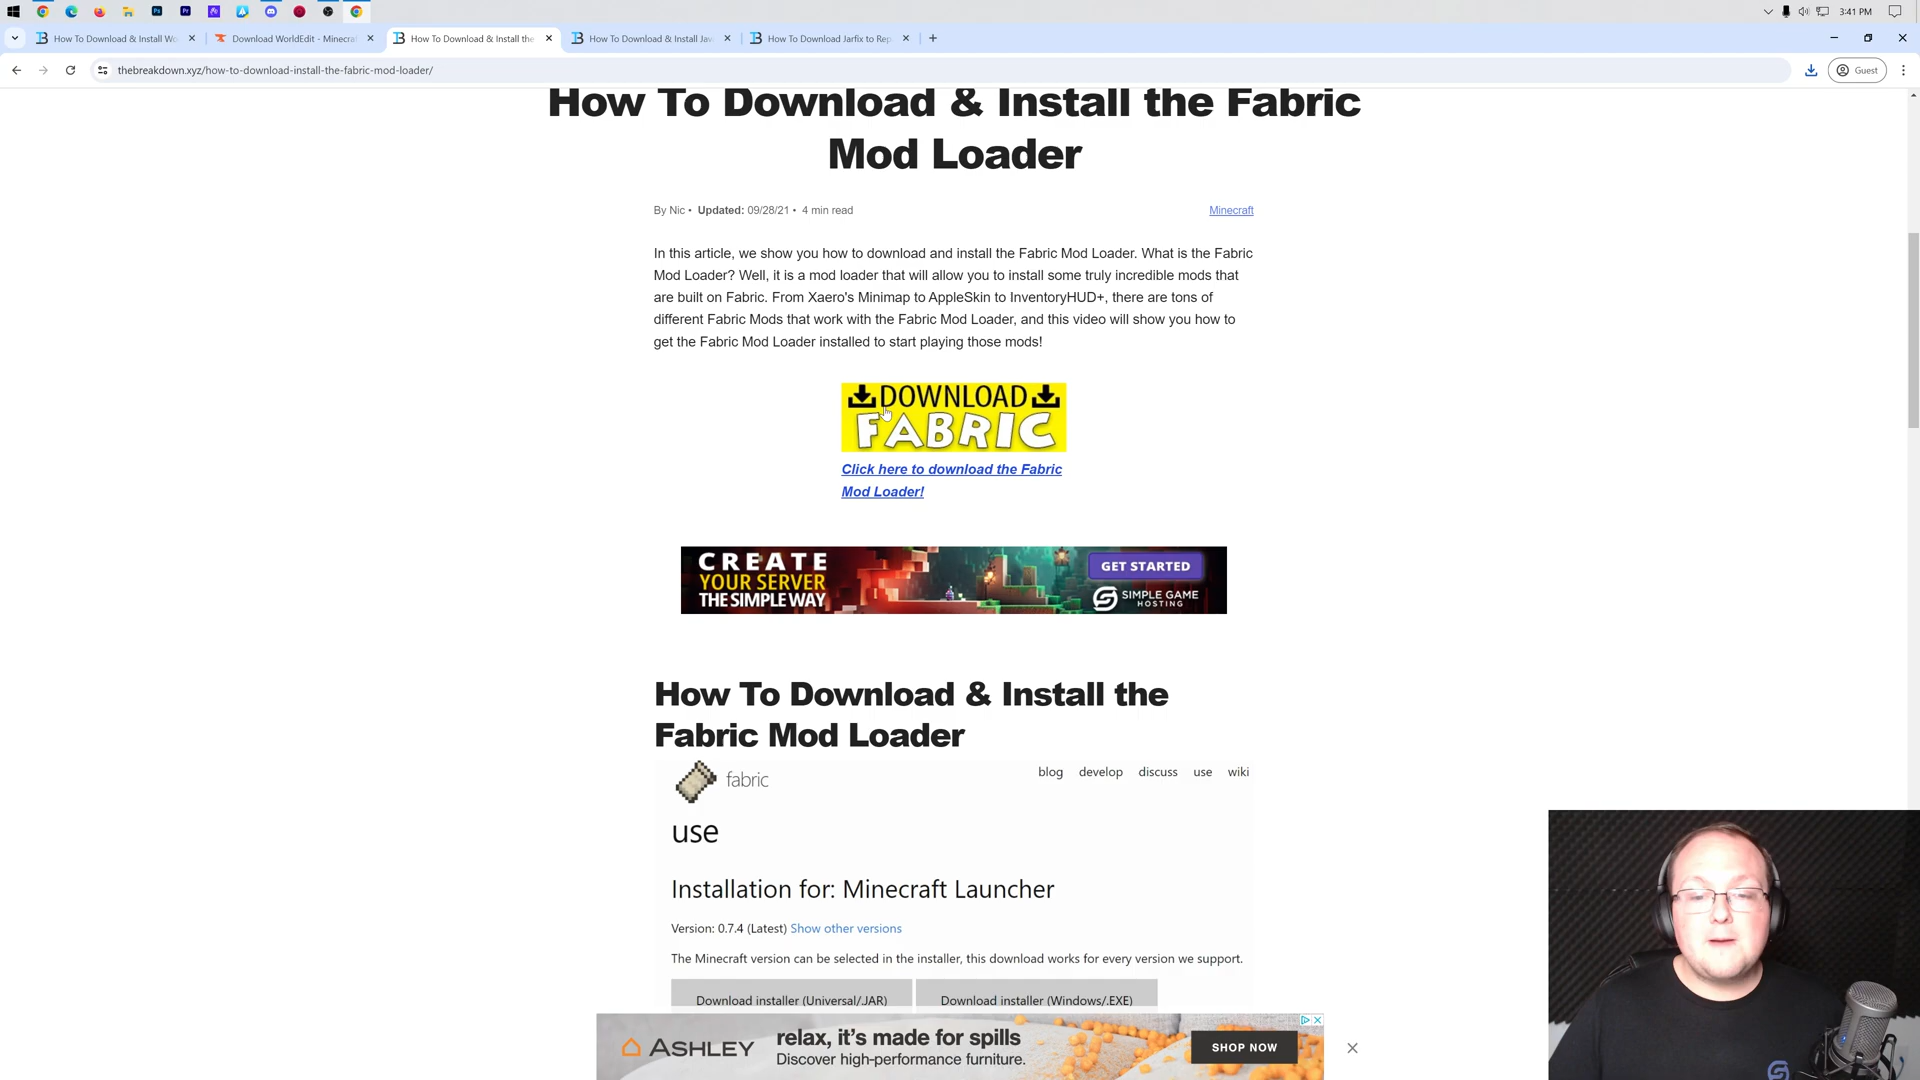 3:41 PM
How To Download & Install Wo
Download WorldEdit - Minecra
How To Download & Install the
How To Download & Install Jav
How To Download Jarfix to Rep
thebreakdown.xyz/how-to-download-install-the-fabric-mod-loader/
Guest
How To Download & Install the Fabric
Mod Loader
By Nic • Updated: 09/28/21 • 4 min read
Minecraft
In this article, we show you how to download and install the Fabric Mod Loader. What is the Fabric
Mod Loader? Well, it is a mod loader that will allow you to install some truly incredible mods that
are built on Fabric. From Xaero's Minimap to AppleSkin to InventoryHUD+, there are tons of
different Fabric Mods that work with the Fabric Mod Loader, and this video will show you how to
get the Fabric Mod Loader installed to start playing those mods!
DOWNLOAD
FABRIC
Click here to download the Fabric
Mod Loader!
CREATE
YOUR SERVER
THE SIMPLE WAY
GET STARTED
SIMPLE GAME
HOSTING
How To Download & Install the
Fabric Mod Loader
fabric
blog develop discuss use wiki
use
Installation for: Minecraft Launcher
Version: 0.7.4 (Latest) Show other versions
The Minecraft version can be selected in the installer, this download works for every version we support.
Download installer (Universal/.JAR)
Download installer (Windows/.EXE)
ASHLEY
relax, it's made for spills
Discover high-performance furniture.
SHOP NOW